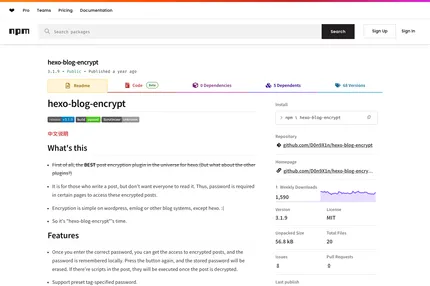 ❤ Pro Teams Pricing Documentation
npm Search packages Search Sign Up Sign In
hexo-blog-encrypt
3.1.9 • Public • Published a year ago
Readme Code Beta 0 Dependencies 3 Dependents 68 Versions
hexo-blog-encrypt
中文说明
What's this
First of all, the BEST post encryption plugin in the universe for hexo.(But what about the other
plugins?)
It is for those who write a post, but don't want everyone to read it. Thus, password is required
in certain pages to access these encrypted posts.
Encryption is simple on wordpress, emlog or other blog systems, except hexo. :(
So it's "hexo-blog-encrypt"'s time.
Features
Once you enter the correct password, you can get the access to encrypted posts, and the
password is remembered locally. Press the button again, and the stored password will be
erased. If there're scripts in the post, they will be executed once the post is decrypted.
Support preset tag-specified password.
Install
> npm i hexo-blog-encrypt
Repository
github.com/D0n9X1n/hexo-blog-encrypt
Homepage
github.com/D0n9X1n/hexo-blog-encry...
Weekly Downloads
1,590
Version License
3.1.9 MIT
Unpacked Size Total Files
56.8 kB 20
Issues Pull Requests
8 0
Last publish